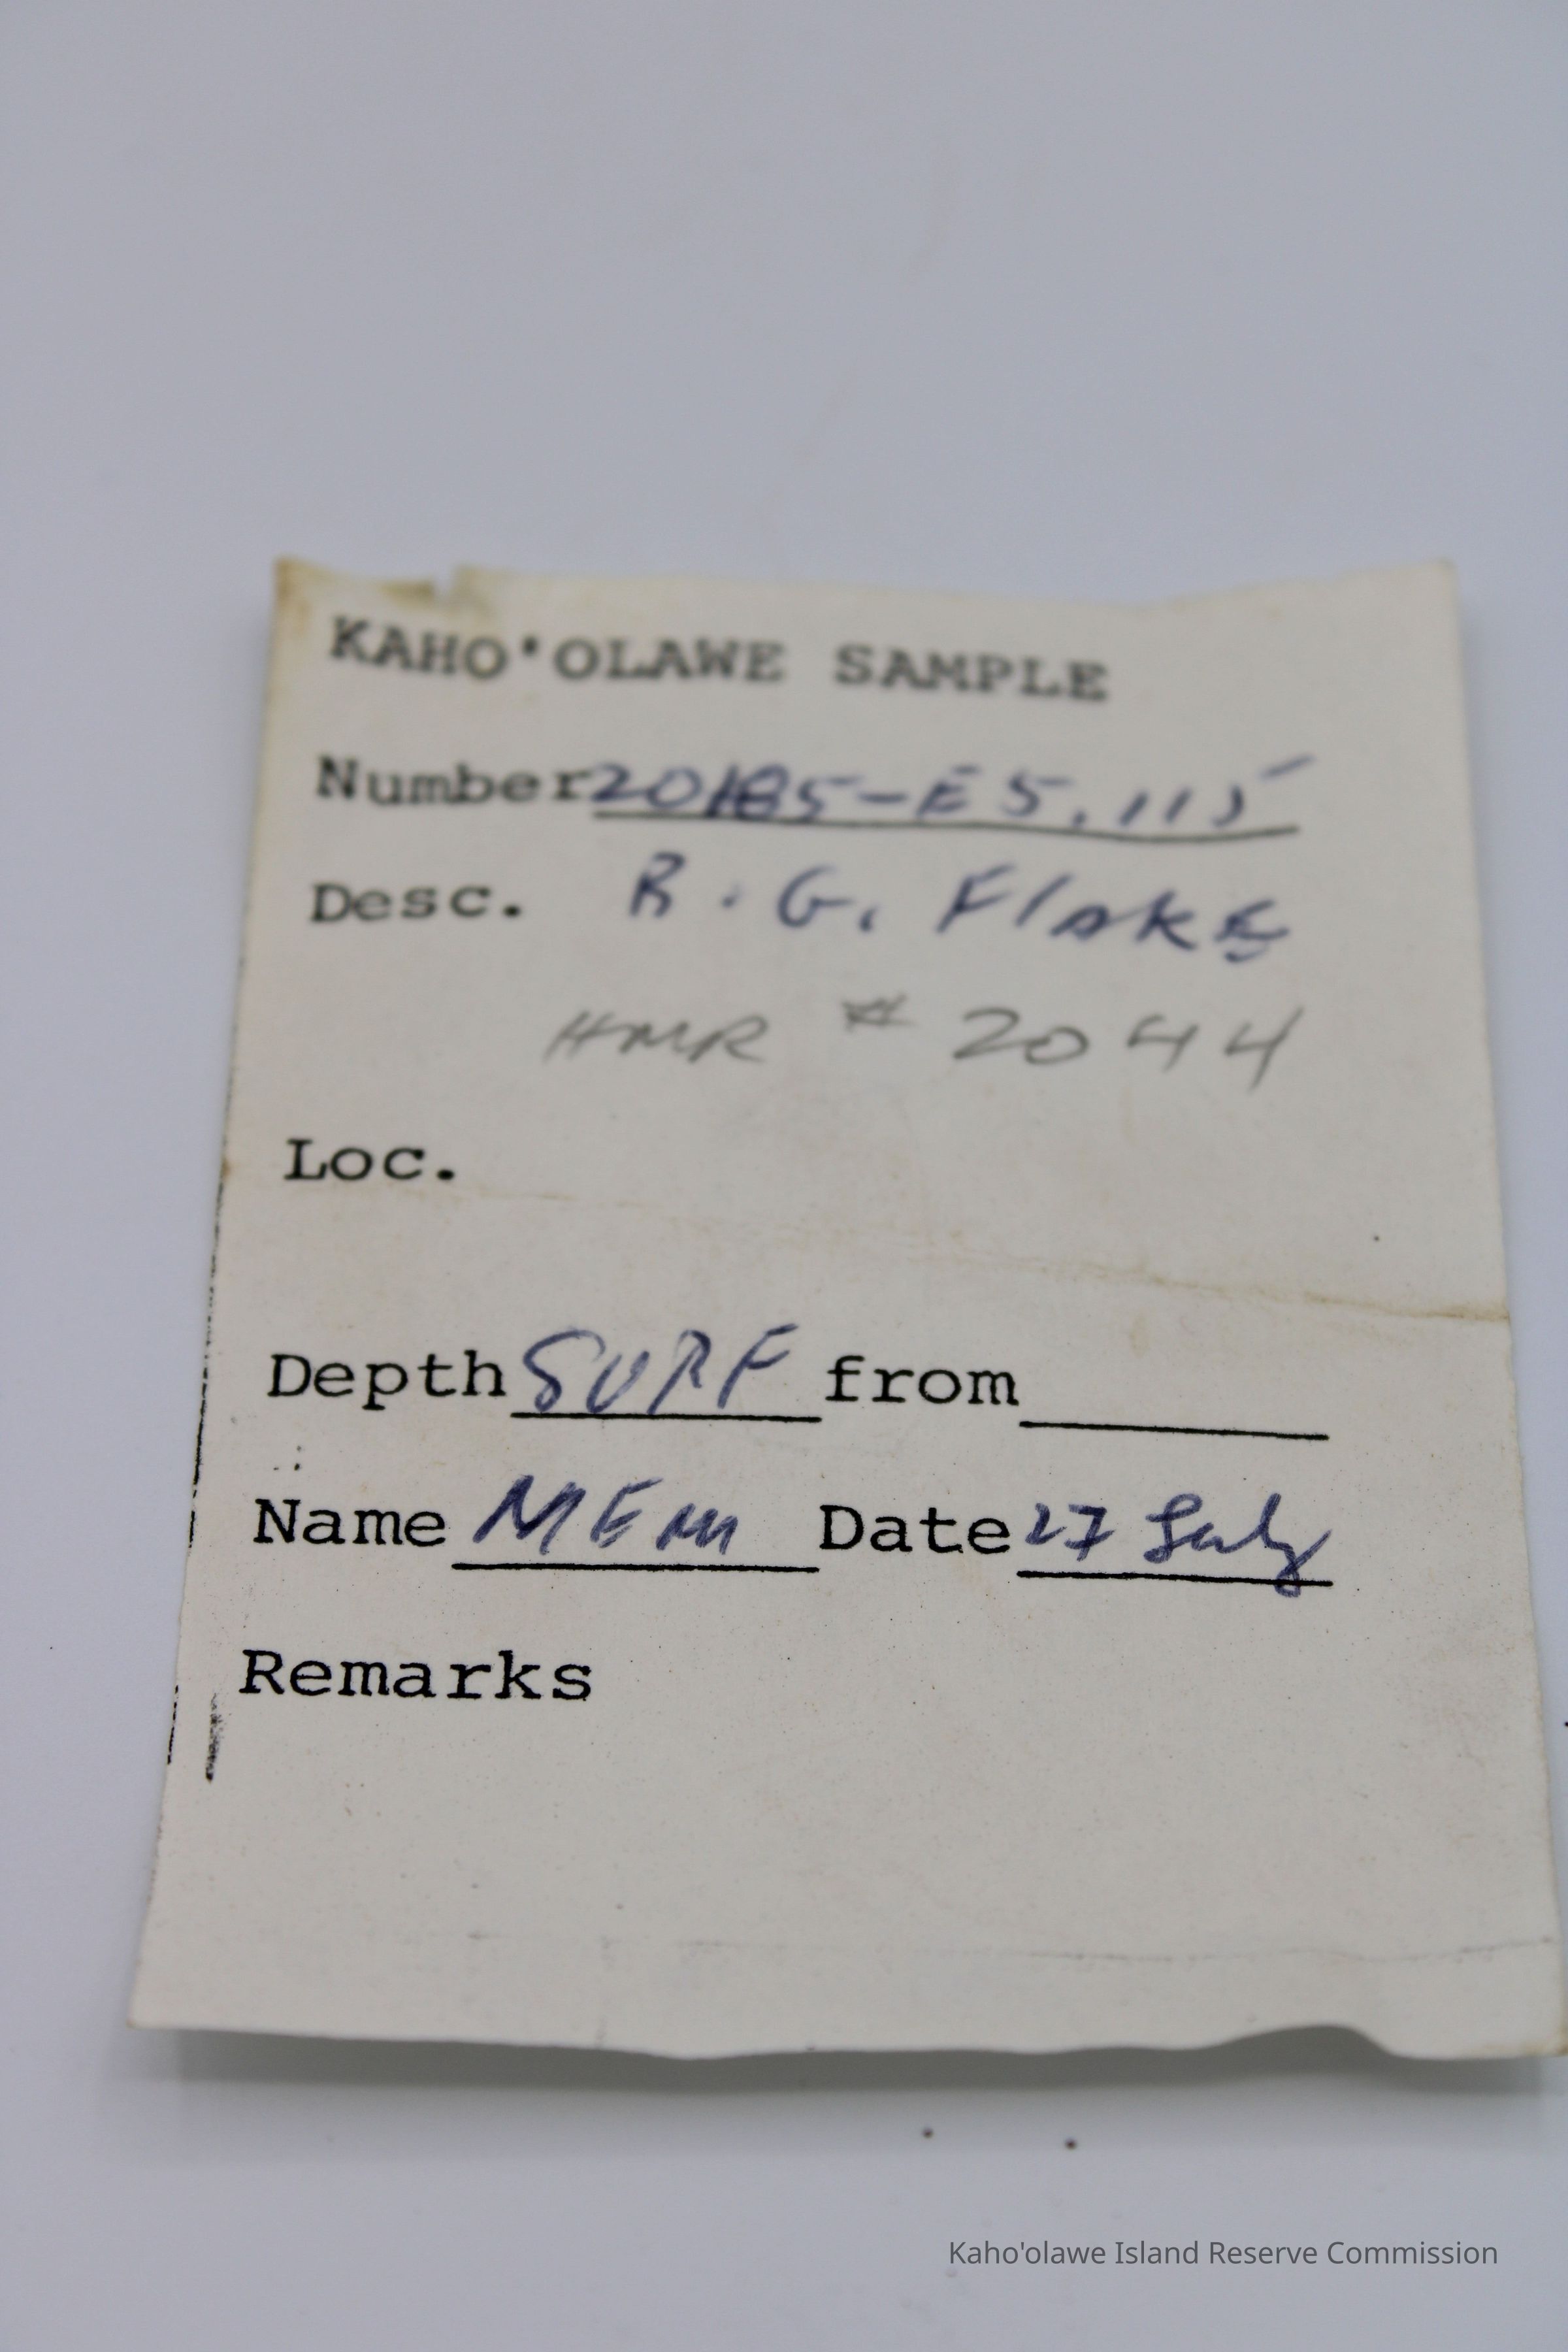 KAHO'OLAWE SAMPLE
Number 20185-E5,115
Desc. B.G. Flake
HMR # 2044
Loc.
Depth SURF from
Name MEM Date 27 July
Remarks
Kaho'olawe Island Reserve Commission